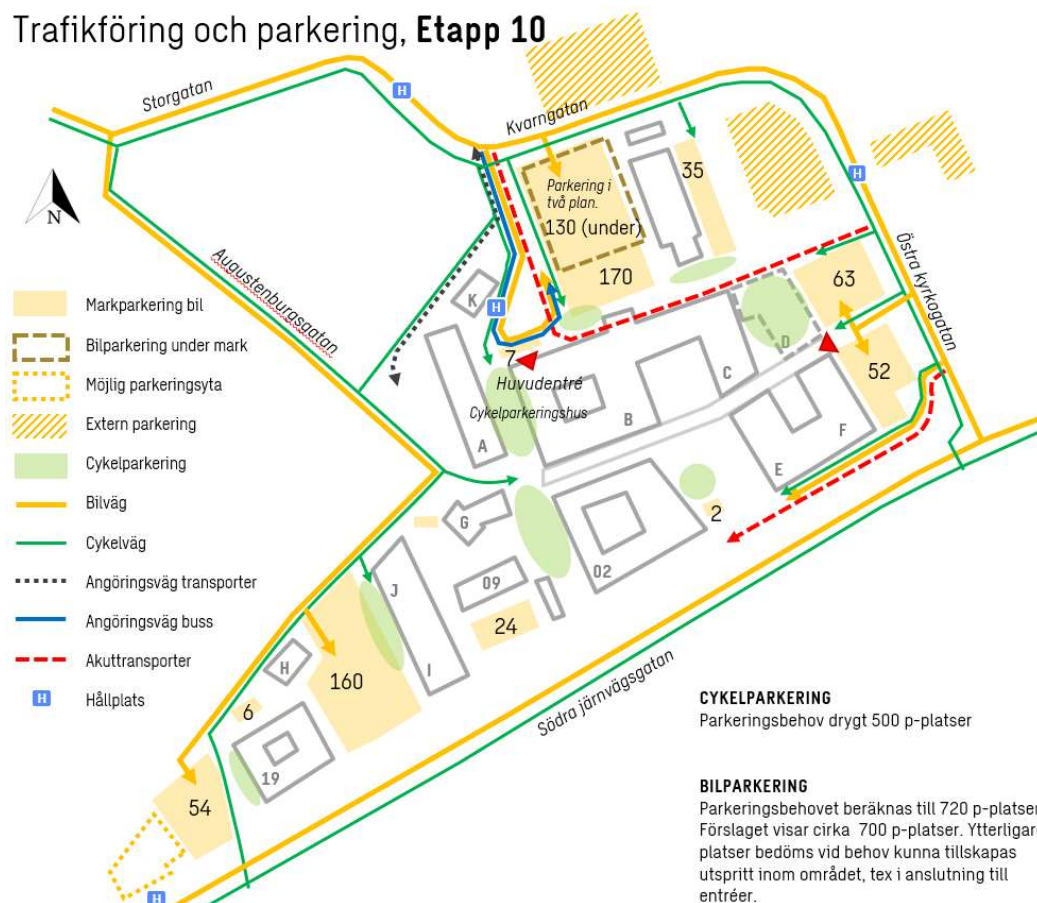 Trafikföring och parkering, Etapp 10
Storgatan
H
Kvarngatan
Parkering i
två plan.
130 (under)
170
35
H
Östra kyrkogatan
N
Augustenburgsgatan
K
H
7
Huvudentré
Cykelparkeringshus
A
B
C
D
63
52
E
F
2
Markparkering bil
Bilparkering under mark
Möjlig parkeringsyta
Extern parkering
Cykelparkering
Bilväg
Cykelväg
Angöringsväg transporter
Angöringsväg buss
Akuttransporter
H Hållplats
G
J
I
09
02
24
H
160
6
19
54
H
Södra järnvägsgatan
CYKELPARKERING
Parkeringsbehov drygt 500 p-platser
BILPARKERING
Parkeringsbehovet beräknas till 720 p-platser
Förslaget visar cirka 700 p-platser. Ytterligar
platser bedöms vid behov kunna tillskapas
utspritt inom området, tex i anslutning till
entréer.